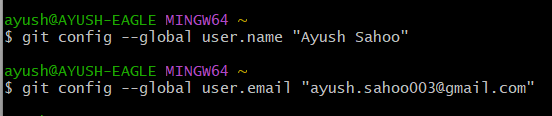 ayush@AYUSH-EAGLE MINGW64 ~
$ git config --global user.name "Ayush Sahoo"
ayush@AYUSH-EAGLE MINGW64 ~
$ git config --global user.email "ayush.sahoo003@gmail.com"